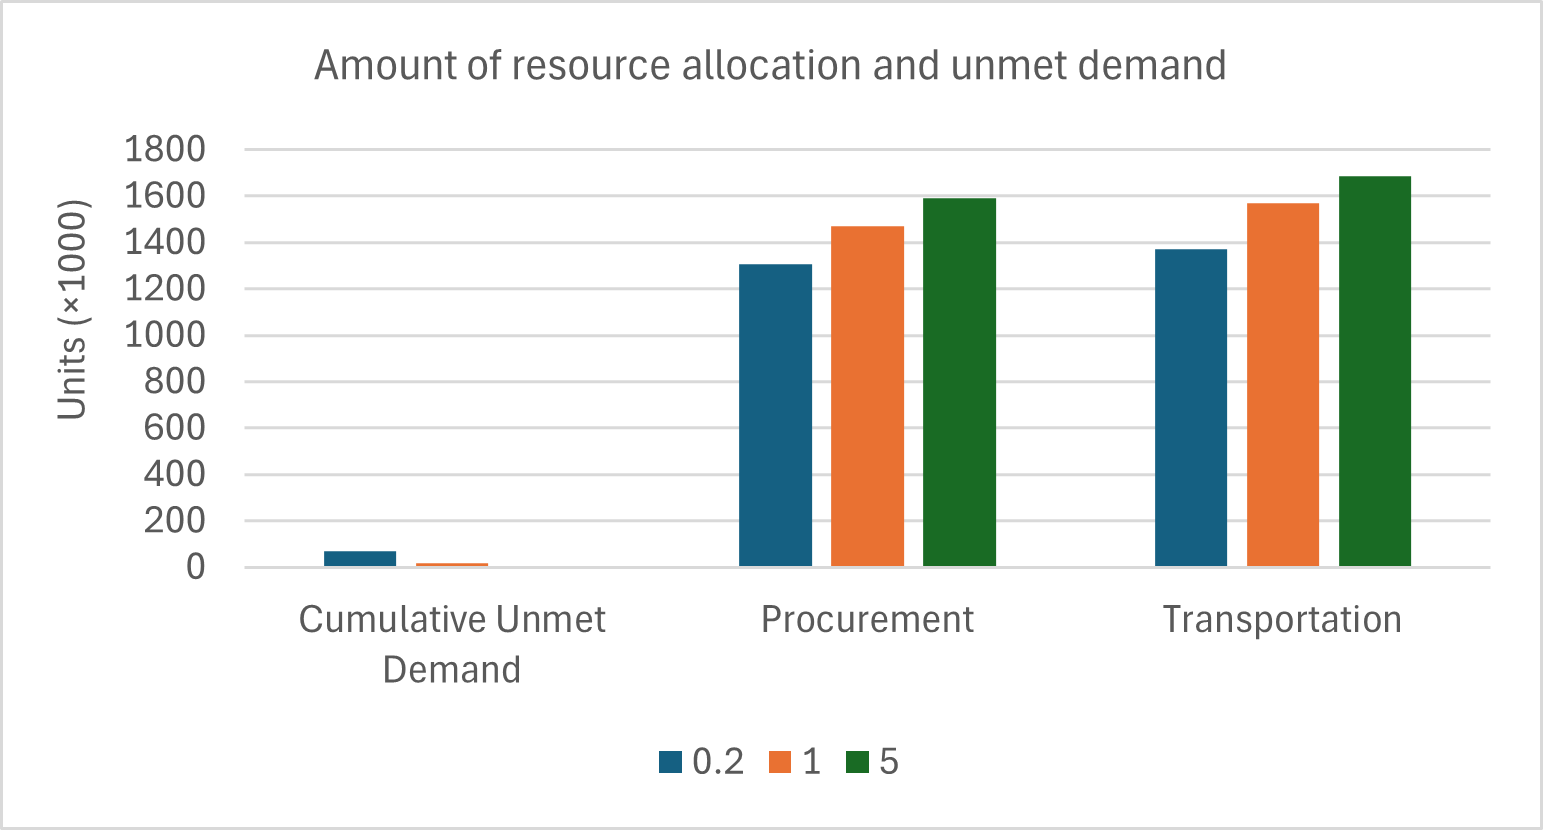 Amount of resource allocation and unmet demand
Units (×1000)
1800
1600
1400
1200
1000
800
600
400
200
0
Cumulative Unmet
Demand
Procurement
Transportation
0.2
1
5